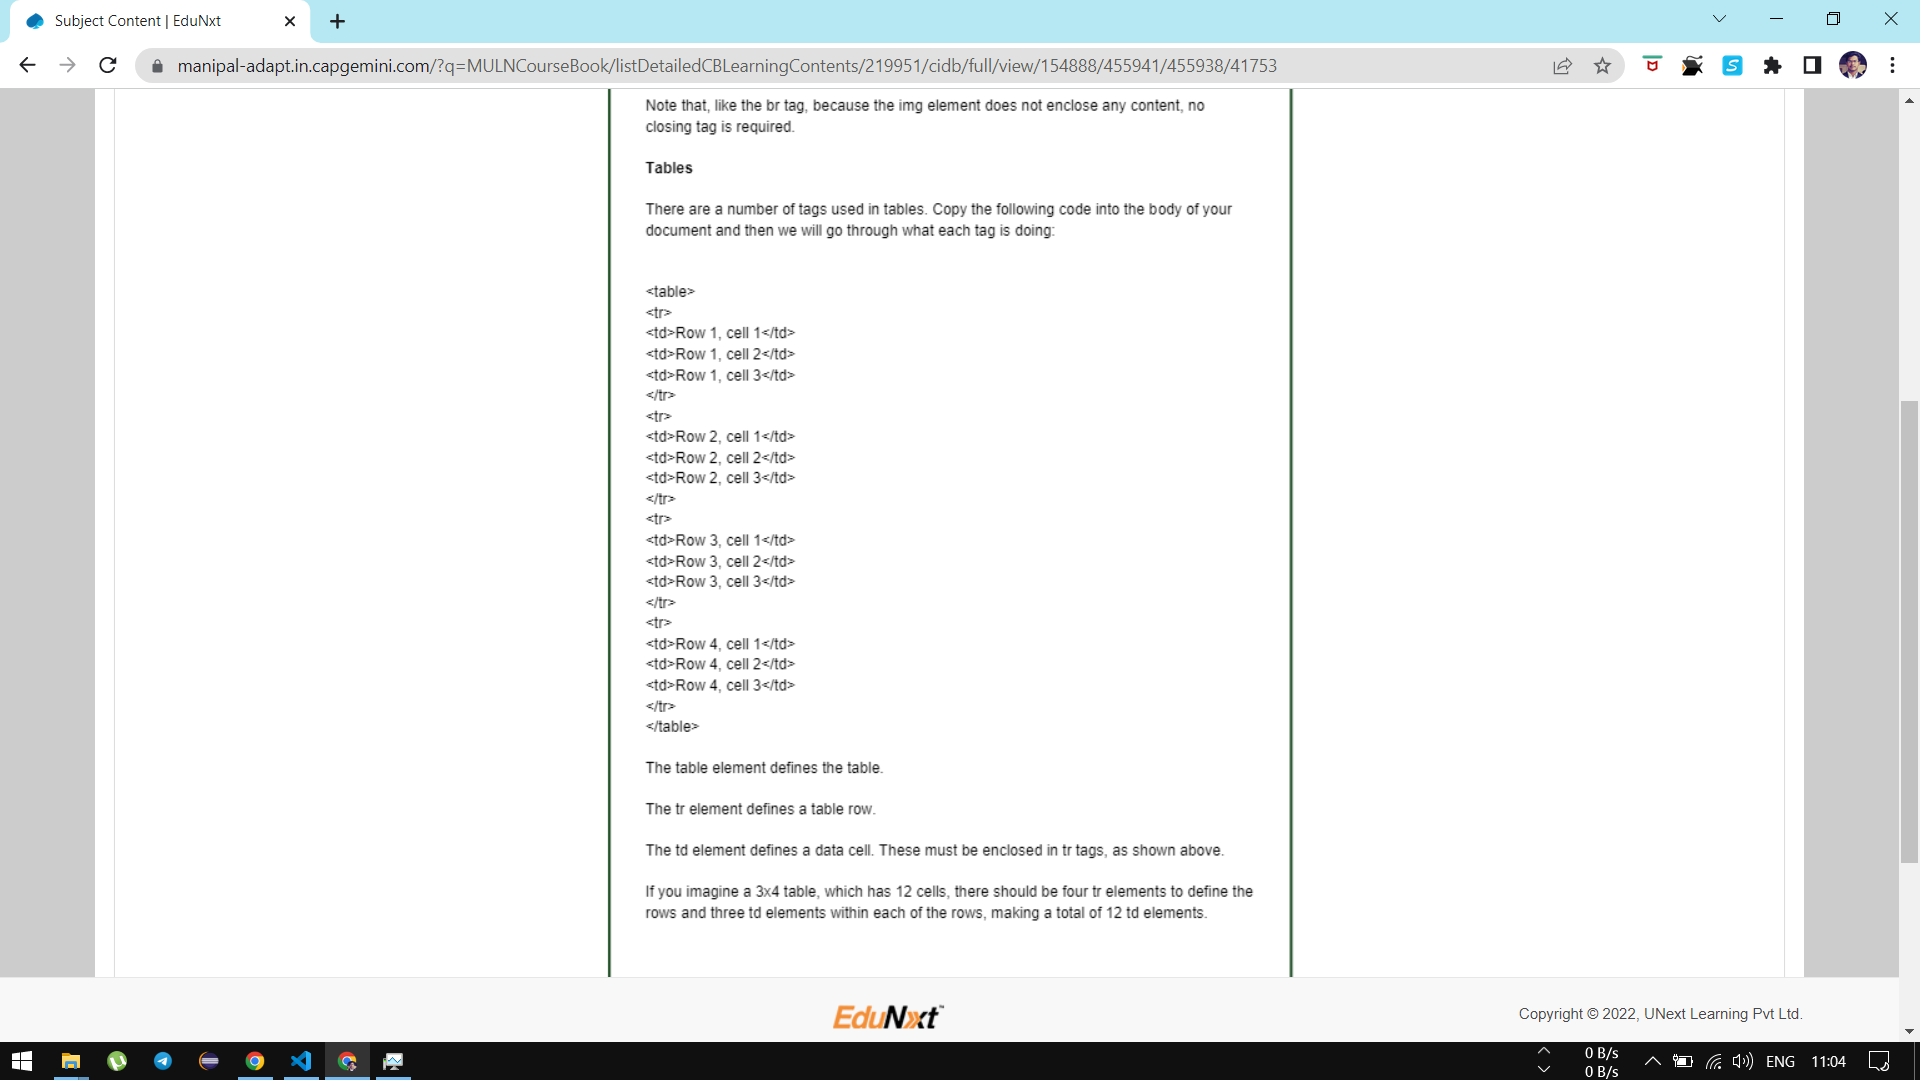 Subject Content | EduNxt
manipal-adapt.in.capgemini.com/?q=MULNCourseBook/listDetailedCBLearningContents/219951/cidb/full/view/154888/455941/455938/41753
Note that, like the br tag, because the img element does not enclose any content, no
closing tag is required.
Tables
There are a number of tags used in tables. Copy the following code into the body of your
document and then we will go through what each tag is doing:
<table>
<tr>
<td>Row 1, cell 1</td>
<td>Row 1, cell 2</td>
<td>Row 1, cell 3</td>
</tr>
<tr>
<td>Row 2, cell 1</td>
<td>Row 2, cell 2</td>
<td>Row 2, cell 3</td>
</tr>
<tr>
<td>Row 3, cell 1</td>
<td>Row 3, cell 2</td>
<td>Row 3, cell 3</td>
</tr>
<tr>
<td>Row 4, cell 1</td>
<td>Row 4, cell 2</td>
<td>Row 4, cell 3</td>
</tr>
</table>
The table element defines the table.
The tr element defines a table row.
The td element defines a data cell. These must be enclosed in tr tags, as shown above.
If you imagine a 3x4 table, which has 12 cells, there should be four tr elements to define the
rows and three td elements within each of the rows, making a total of 12 td elements.
EduNxt™
Copyright © 2022, UNext Learning Pvt Ltd.
0 B/s
0 B/s
ENG
11:04